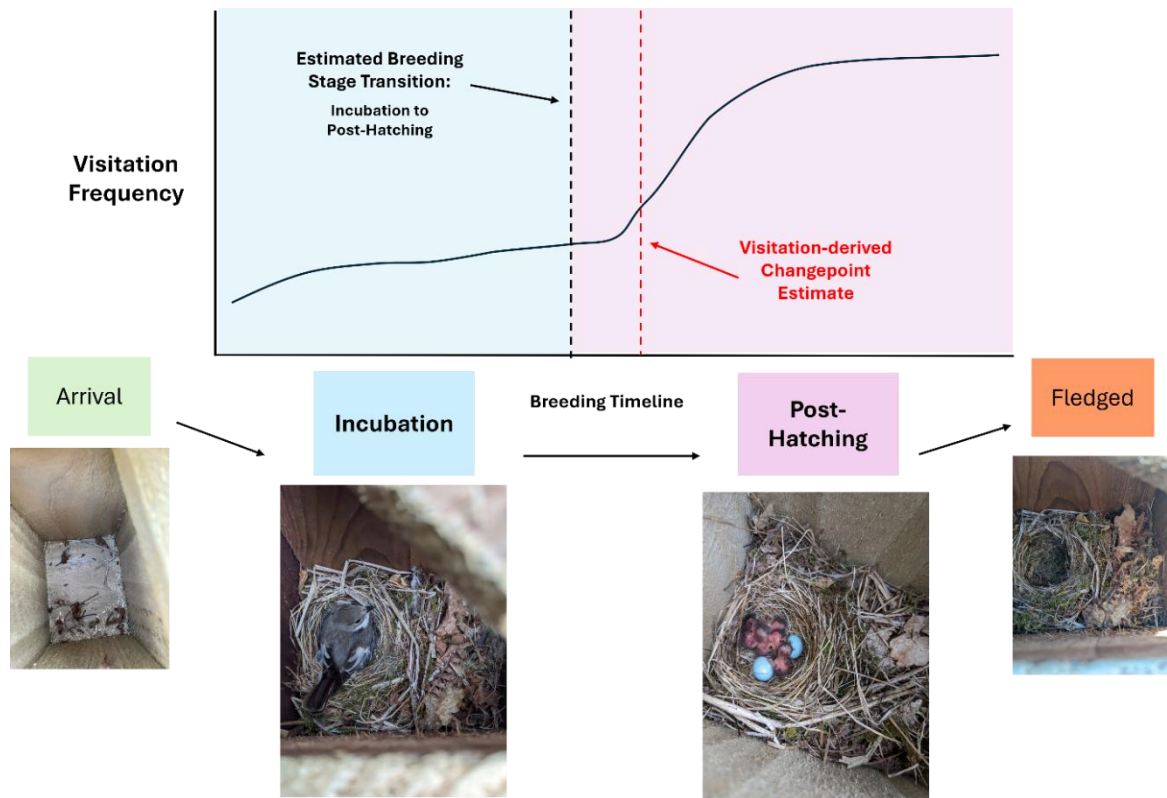 Estimated Breeding
Stage Transition:
Incubation to
Post-Hatching
Visitation
Frequency
Visitation-derived
Changepoint
Estimate
Arrival
Incubation
Breeding Timeline
Post-
Hatching
Fledged